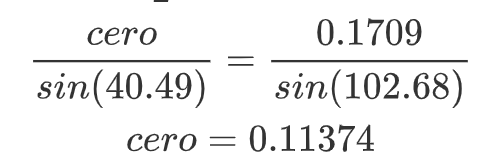 cero / sin(40.49) = 0.1709 / sin(102.68)
cero = 0.11374